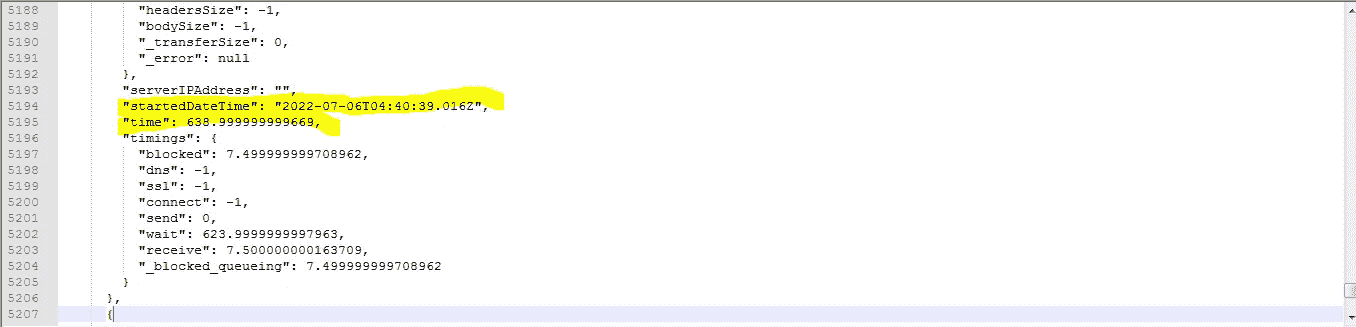 5188 "headersSize": -1,
5189 "bodySize": -1,
5190 "_transferSize": 0,
5191 "_error": null
5192 },
5193 "serverIPAddress": "",
5194 "startedDateTime": "2022-07-06T04:40:39.016Z",
5195 "time": 638.999999999669,
5196 "timings": {
5197 "blocked": 7.499999999708962,
5198 "dns": -1,
5199 "ssl": -1,
5200 "connect": -1,
5201 "send": 0,
5202 "wait": 623.9999999997963,
5203 "receive": 7.500000000163709,
5204 "_blocked_queueing": 7.499999999708962
5205 }
5206 },
5207 {